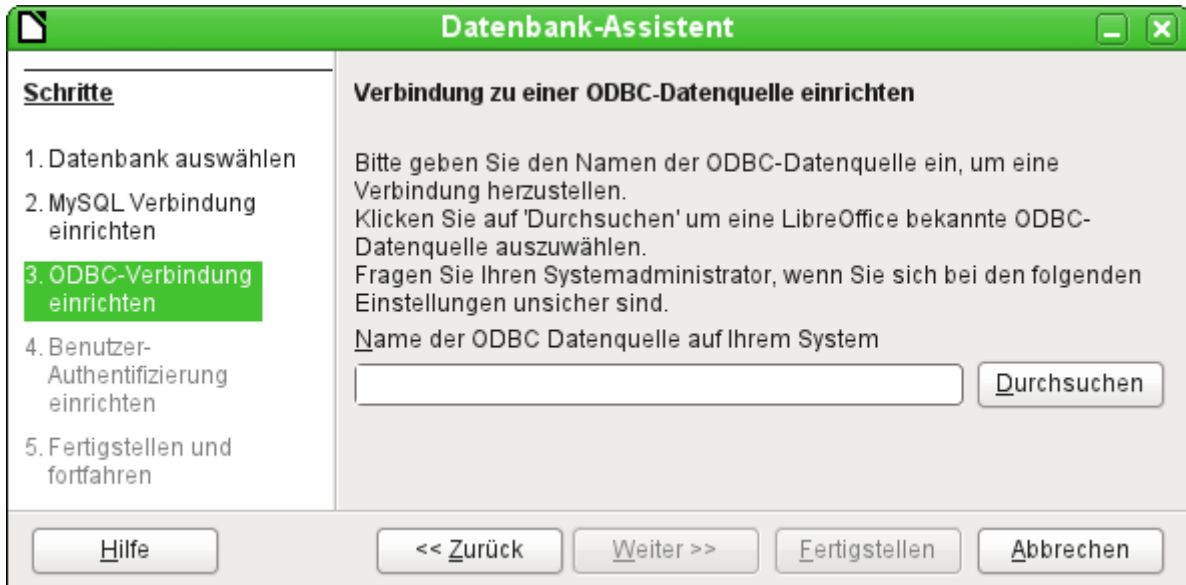 Datenbank-Assistent
Schritte
1. Datenbank auswählen
2. MySQL Verbindung
einrichten
3. ODBC-Verbindung
einrichten
4. Benutzer-
Authentifizierung
einrichten
5. Fertigstellen und
fortfahren
Verbindung zu einer ODBC-Datenquelle einrichten
Bitte geben Sie den Namen der ODBC-Datenquelle ein, um eine
Verbindung herzustellen.
Klicken Sie auf 'Durchsuchen' um eine LibreOffice bekannte ODBC-
Datenquelle auszuwählen.
Fragen Sie Ihren Systemadministrator, wenn Sie sich bei den folgenden
Einstellungen unsicher sind.
Name der ODBC Datenquelle auf Ihrem System
Durchsuchen
Hilfe
<< Zurück
Weiter >>
Fertigstellen
Abbrechen